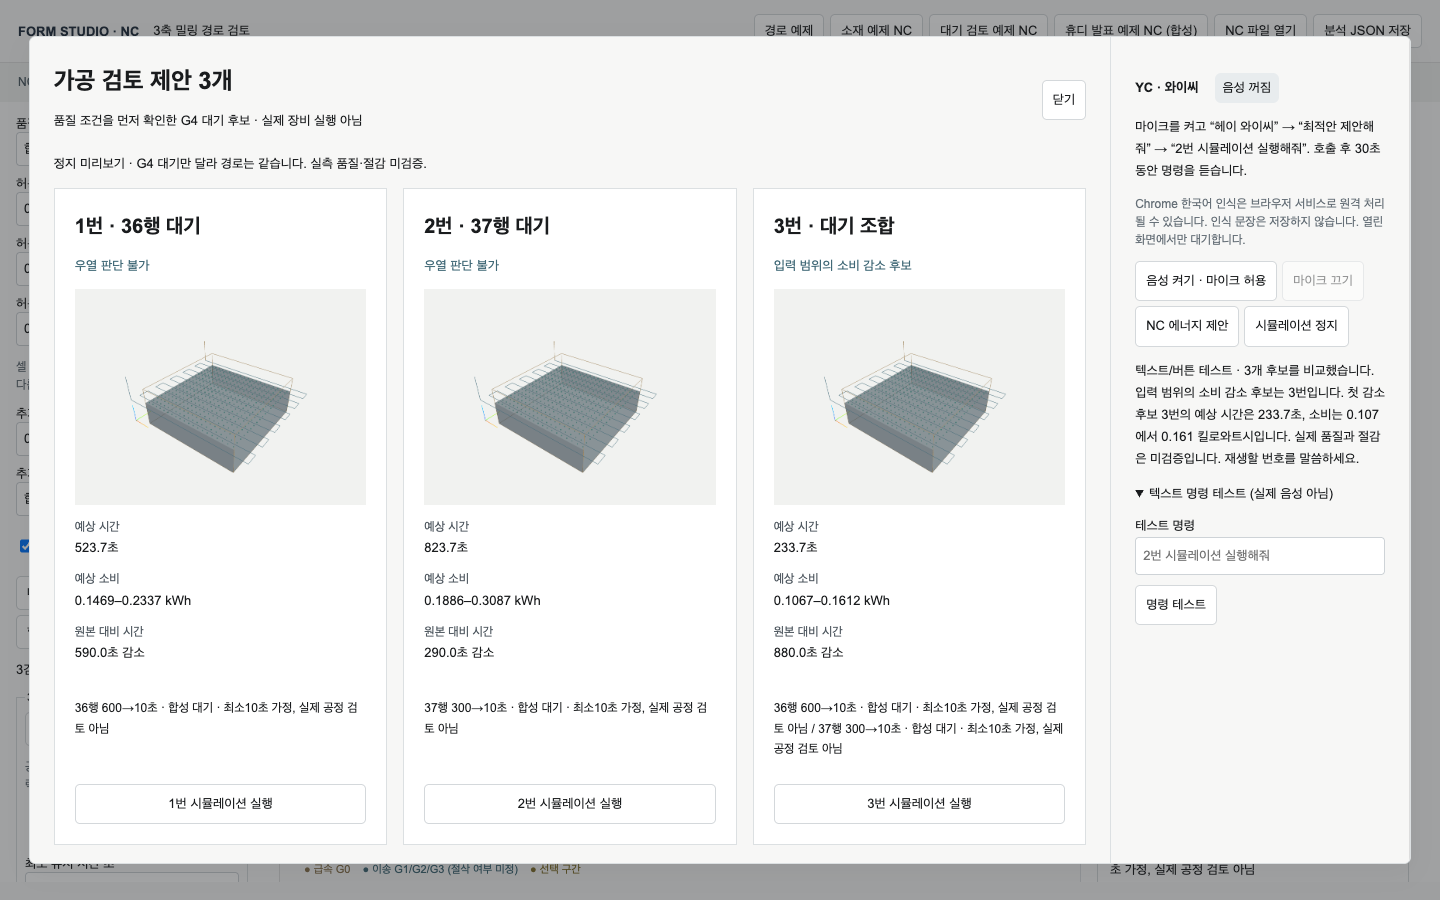 FORM STUDIO · NC
3축 밀링 경로 검토
경로 예제
소재 예제 NC
대기 검토 예제 NC
휴디 발표 예제 NC (합성)
NC 파일 열기
분석 JSON 저장
가공 검토 제안 3개
닫기
품질 조건을 먼저 확인한 G4 대기 후보 · 실제 장비 실행 아님
정지 미리보기 · G4 대기만 달라 경로는 같습니다. 실측 품질·절감 미검증.
1번 · 36행 대기
우열 판단 불가
예상 시간
523.7초
예상 소비
0.1469–0.2337 kWh
원본 대비 시간
590.0초 감소
36행 600→10초 · 합성 대기 · 최소10초 가정, 실제 공정 검
토 아님
1번 시뮬레이션 실행
2번 · 37행 대기
우열 판단 불가
예상 시간
823.7초
예상 소비
0.1886–0.3087 kWh
원본 대비 시간
290.0초 감소
37행 300→10초 · 합성 대기 · 최소10초 가정, 실제 공정 검
토 아님
2번 시뮬레이션 실행
3번 · 대기 조합
입력 범위의 소비 감소 후보
예상 시간
233.7초
예상 소비
0.1067–0.1612 kWh
원본 대비 시간
880.0초 감소
36행 600→10초 · 합성 대기 · 최소10초 가정, 실제 공정 검
토 아님 / 37행 300→10초 · 합성 대기 · 최소10초 가정, 실제
공정 검토 아님
3번 시뮬레이션 실행
YC · 와이씨
음성 꺼짐
마이크를 켜고 “헤이 와이씨” → “최적안 제안해
줘” → “2번 시뮬레이션 실행해줘”. 호출 후 30초
동안 명령을 듣습니다.
Chrome 한국어 인식은 브라우저 서비스로 원격 처리
될 수 있습니다. 인식 문장은 저장하지 않습니다. 열린
화면에서만 대기합니다.
음성 켜기 · 마이크 허용
마이크 끄기
NC 에너지 제안
시뮬레이션 정지
텍스트/버튼 테스트 · 3개 후보를 비교했습니다.
입력 범위의 소비 감소 후보는 3번입니다. 첫 감소
후보 3번의 예상 시간은 233.7초, 소비는 0.107
에서 0.161 킬로와트시입니다. 실제 품질과 절감
은 미검증입니다. 재생할 번호를 말씀하세요.
▼ 텍스트 명령 테스트 (실제 음성 아님)
테스트 명령
2번 시뮬레이션 실행해줘
명령 테스트
● 급속 G0
● 이송 G1/G2/G3 (절삭 여부 미정)
● 선택 구간
초 가정, 실제 공정 검토 아님